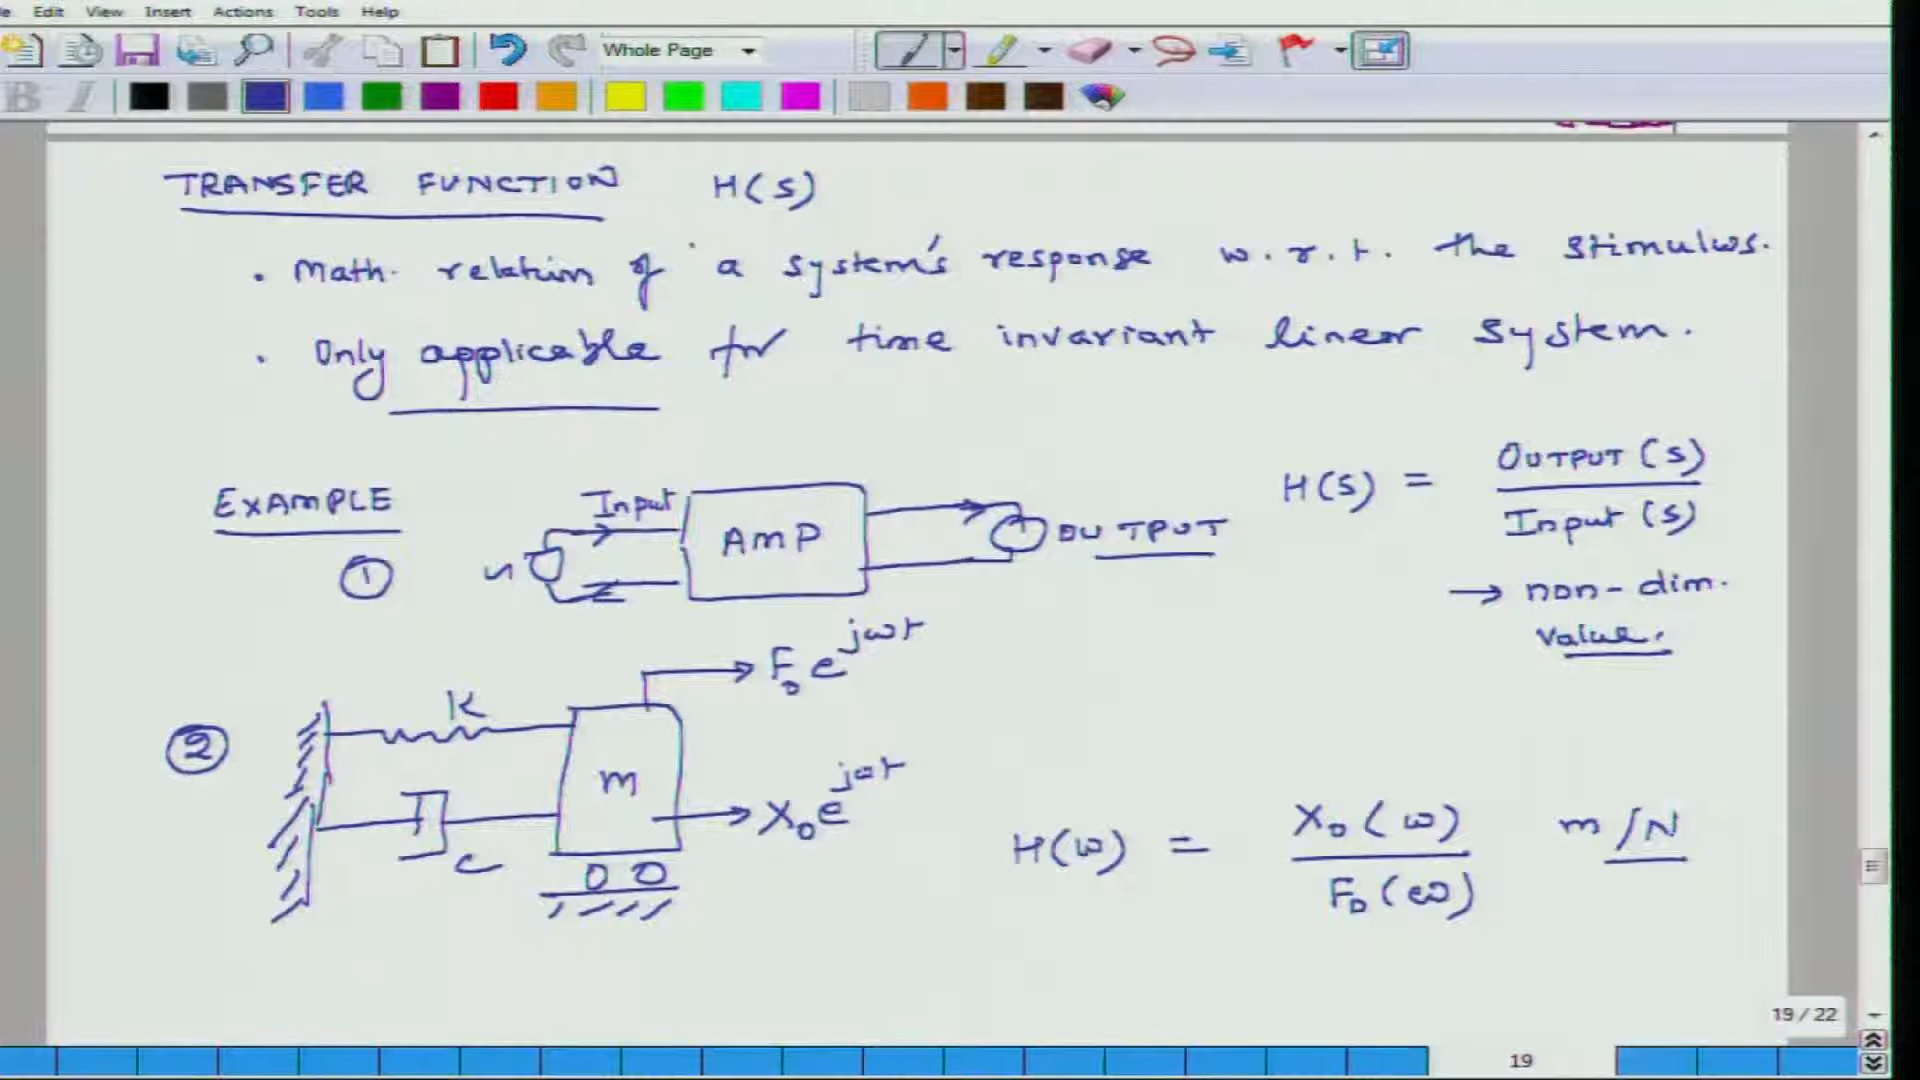 Edit View Insert Actions Tools Help
Whole Page
B I
TRANSFER FUNCTION H(s)
. Math. relation of a system's response w.r.t. the stimulus.
. Only applicable for time invariant linear system.
EXAMPLE
①
Input
AMP
OUTPUT
H(s) = OUTPUT(s)
Input(s)
→ non-dim.
value.
②
K
C
m
F₀e^jωt
X₀e^jωt
H(ω) = X₀(ω) m/N
F₀(ω)
19 / 22
19